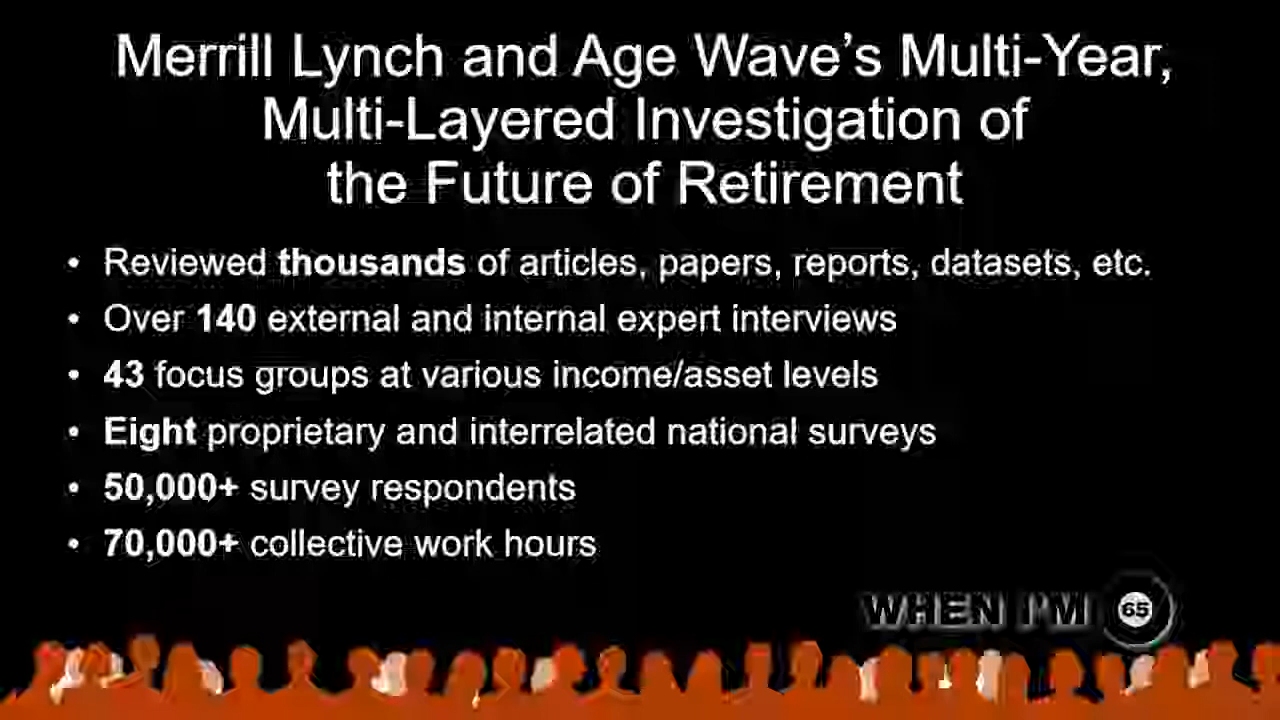 Merrill Lynch and Age Wave’s Multi-Year,
Multi-Layered Investigation of
the Future of Retirement
• Reviewed thousands of articles, papers, reports, datasets, etc.
• Over 140 external and internal expert interviews
• 43 focus groups at various income/asset levels
• Eight proprietary and interrelated national surveys
• 50,000+ survey respondents
• 70,000+ collective work hours
WHEN I'M 65